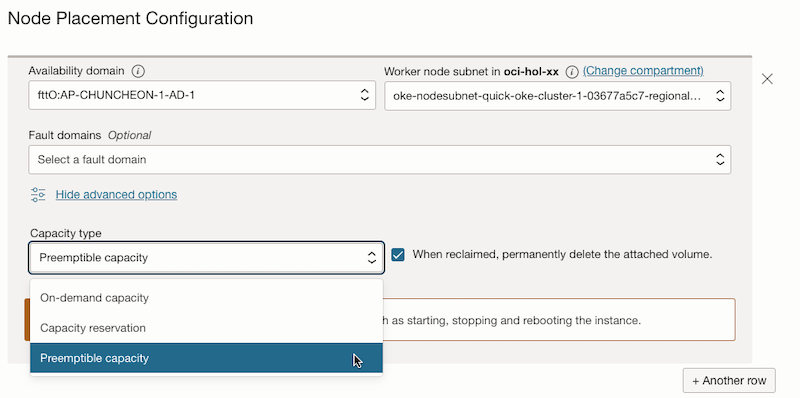 Node Placement Configuration
Availability domain
Worker node subnet in oci-hol-xx (Change compartment)
fttO:AP-CHUNCHEON-1-AD-1
oke-nodesubnet-quick-oke-cluster-1-03677a5c7-regional...
Fault domains Optional
Select a fault domain
Hide advanced options
Capacity type
Preemptible capacity
When reclaimed, permanently delete the attached volume.
On-demand capacity
Capacity reservation
Preemptible capacity
as starting, stopping and rebooting the instance.
+ Another row